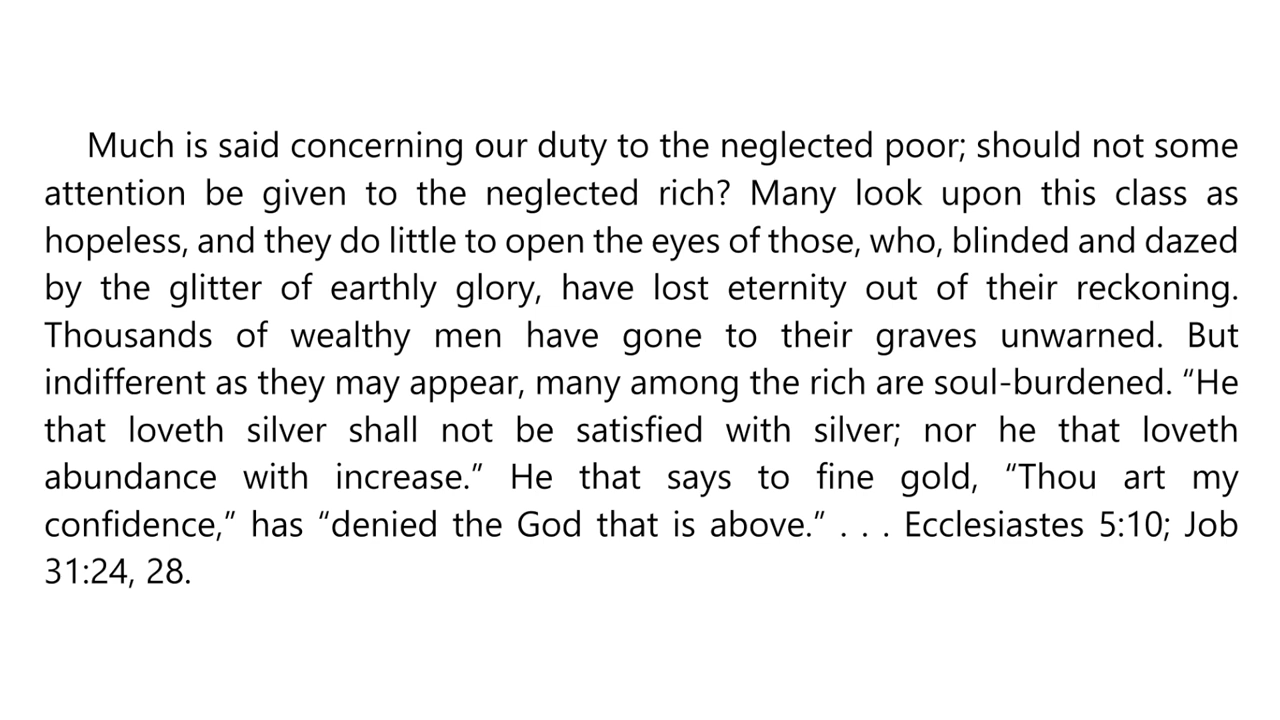 Much is said concerning our duty to the neglected poor; should not some
attention be given to the neglected rich? Many look upon this class as
hopeless, and they do little to open the eyes of those, who, blinded and dazed
by the glitter of earthly glory, have lost eternity out of their reckoning.
Thousands of wealthy men have gone to their graves unwarned. But
indifferent as they may appear, many among the rich are soul-burdened. “He
that loveth silver shall not be satisfied with silver; nor he that loveth
abundance with increase.” He that says to fine gold, “Thou art my
confidence,” has “denied the God that is above.” . . . Ecclesiastes 5:10; Job
31:24, 28.